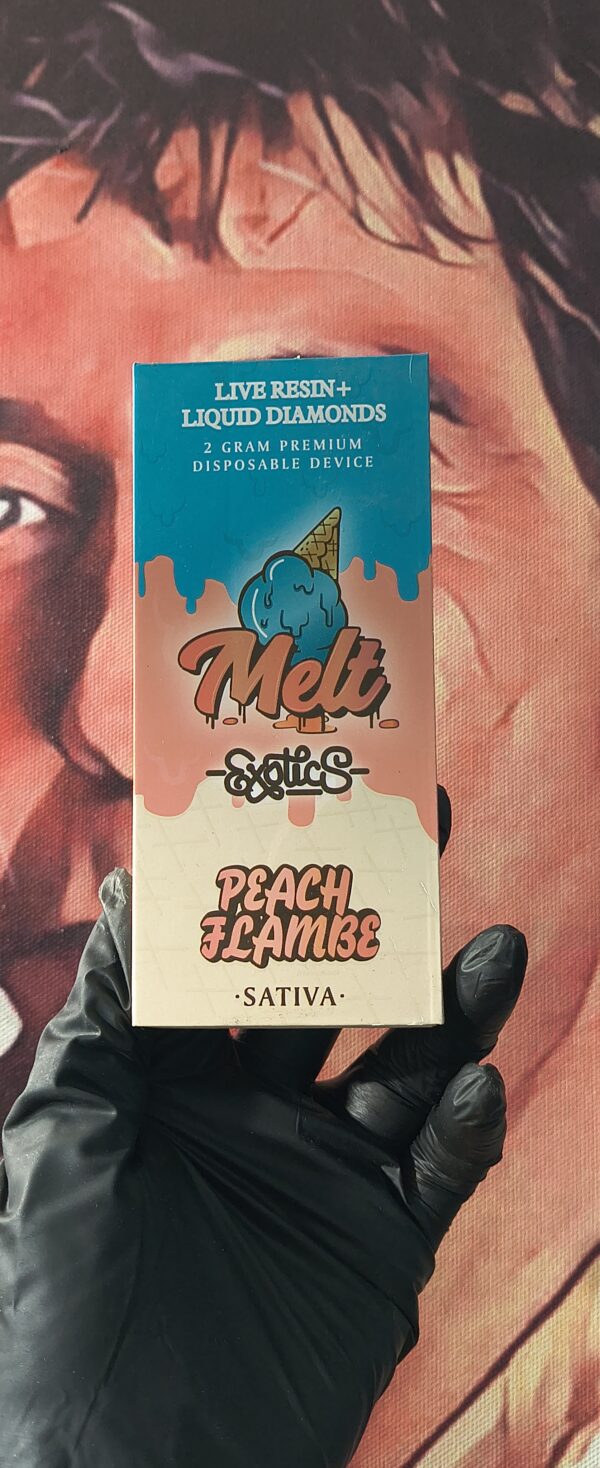 LIVE RESIN+
LIQUID DIAMONDS
2 GRAM PREMIUM
DISPOSABLE DEVICE
Melt
Exotics
PEACH
FLAMBE
·SATIVA·